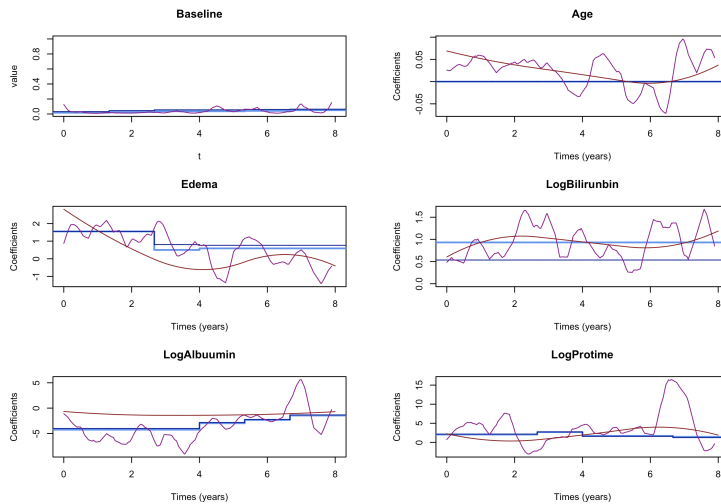 Baseline
value
0.0 0.4 0.8
0 2 4 6 8
t
Age
Coefficients
-0.05 0.05
0 2 4 6 8
Times (years)
Edema
Coefficients
-1 0 1 2
0 2 4 6 8
Times (years)
LogBilirunbin
Coefficients
0.0 0.5 1.0 1.5
0 2 4 6 8
Times (years)
LogAlbuumin
Coefficients
-5 0 5
0 2 4 6 8
Times (years)
LogProtime
Coefficients
0 5 10 15
0 2 4 6 8
Times (years)